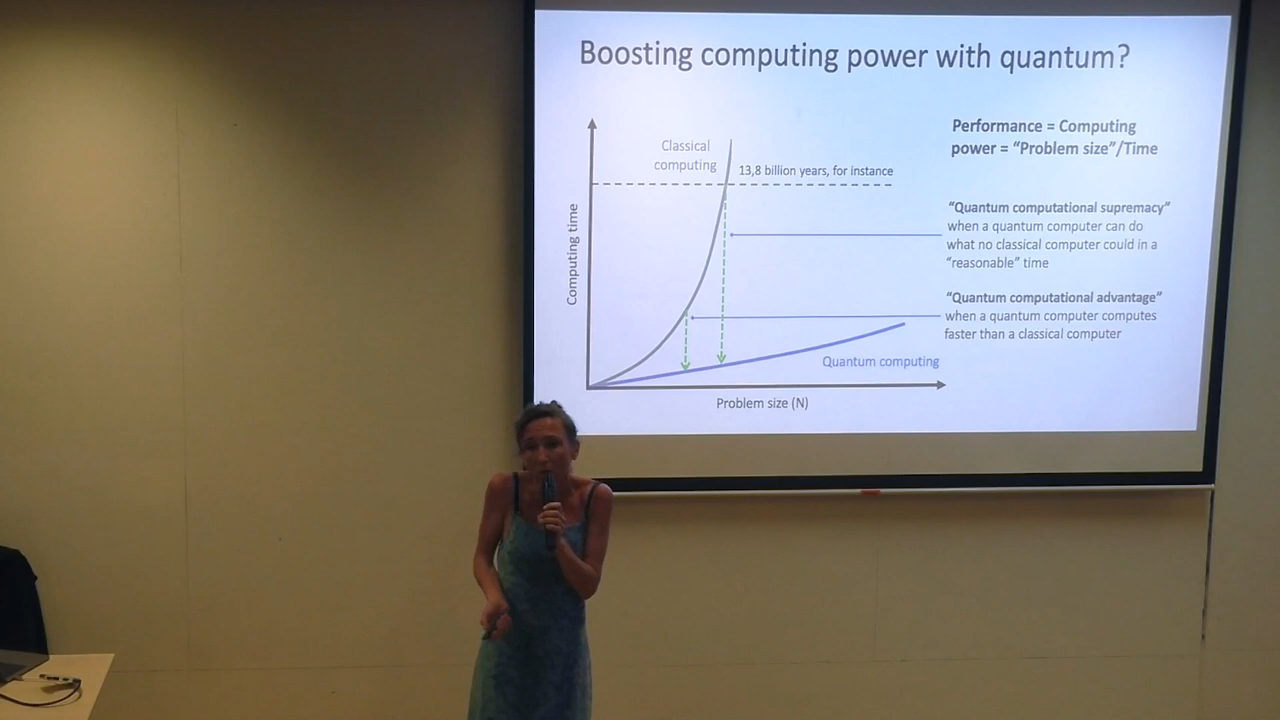 Boosting computing power with quantum?
Classical
computing
13,8 billion years, for instance
Computing time
Quantum computing
Problem size (N)
Performance = Computing
power = “Problem size”/Time
“Quantum computational supremacy”
when a quantum computer can do
what no classical computer could in a
“reasonable” time
“Quantum computational advantage”
when a quantum computer computes
faster than a classical computer